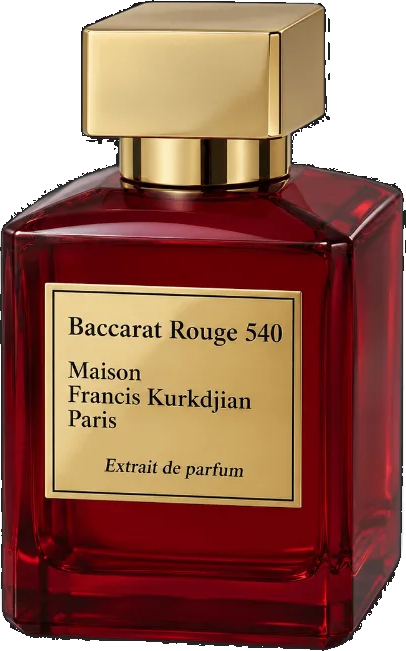 Baccarat Rouge 540
Maison
Francis Kurkdjian
Paris
Extrait de parfum